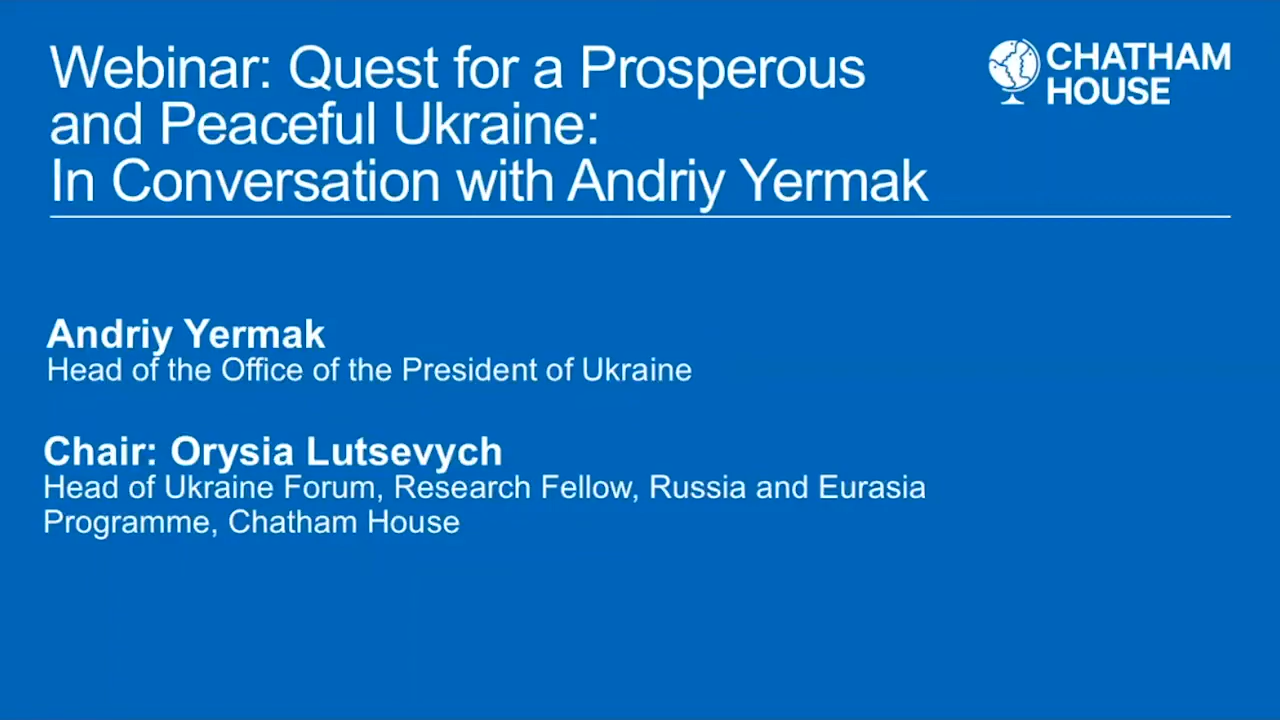 Webinar: Quest for a Prosperous
and Peaceful Ukraine:
In Conversation with Andriy Yermak
CHATHAM
HOUSE
Andriy Yermak
Head of the Office of the President of Ukraine
Chair: Orysia Lutsevych
Head of Ukraine Forum, Research Fellow, Russia and Eurasia
Programme, Chatham House